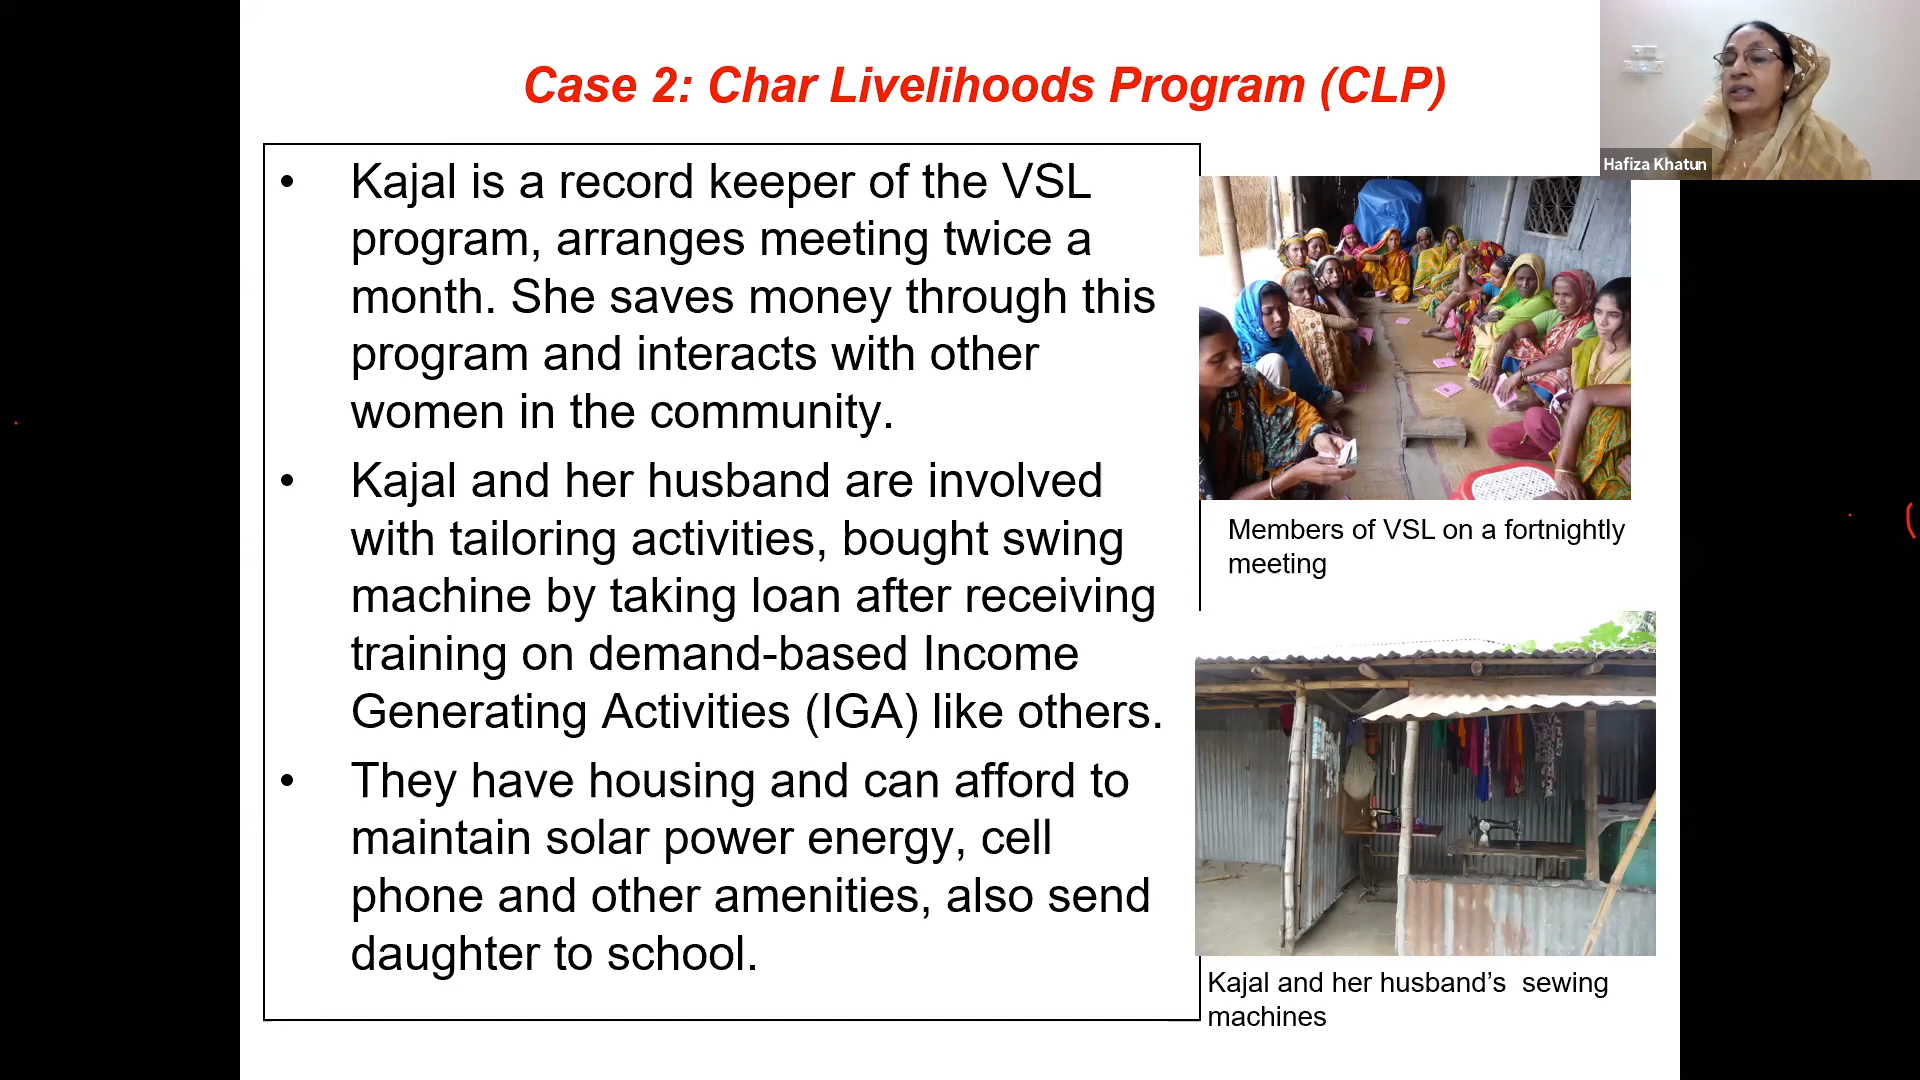 Case 2: Char Livelihoods Program (CLP)
Hafiza Khatun
• Kajal is a record keeper of the VSL
program, arranges meeting twice a
month. She saves money through this
program and interacts with other
women in the community.
• Kajal and her husband are involved
with tailoring activities, bought swing
machine by taking loan after receiving
training on demand-based Income
Generating Activities (IGA) like others.
• They have housing and can afford to
maintain solar power energy, cell
phone and other amenities, also send
daughter to school.
Members of VSL on a fortnightly
meeting
Kajal and her husband’s  sewing
machines